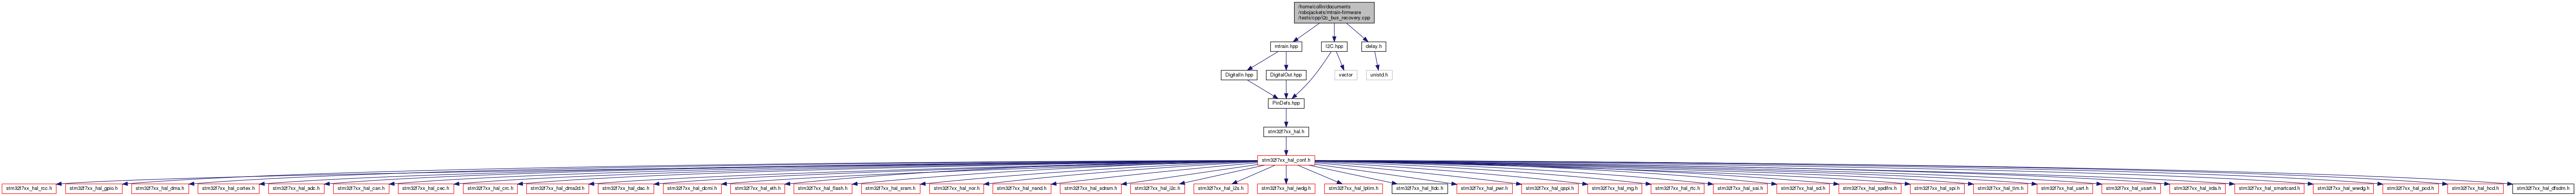 /home/collin/documents
/robojackets/mtrain-firmware
/tests/cpp/i2c_bus_recovery.cpp
mtrain.hpp
I2C.hpp
delay.h
DigitalIn.hpp
DigitalOut.hpp
vector
unistd.h
PinDefs.hpp
stm32f7xx_hal.h
stm32f7xx_hal_conf.h
stm32f7xx_hal_rcc.h
stm32f7xx_hal_gpio.h
stm32f7xx_hal_dma.h
stm32f7xx_hal_cortex.h
stm32f7xx_hal_adc.h
stm32f7xx_hal_can.h
stm32f7xx_hal_cec.h
stm32f7xx_hal_crc.h
stm32f7xx_hal_dma2d.h
stm32f7xx_hal_dac.h
stm32f7xx_hal_dcmi.h
stm32f7xx_hal_eth.h
stm32f7xx_hal_flash.h
stm32f7xx_hal_sram.h
stm32f7xx_hal_nor.h
stm32f7xx_hal_nand.h
stm32f7xx_hal_sdram.h
stm32f7xx_hal_i2c.h
stm32f7xx_hal_i2s.h
stm32f7xx_hal_iwdg.h
stm32f7xx_hal_lptim.h
stm32f7xx_hal_ltdc.h
stm32f7xx_hal_pwr.h
stm32f7xx_hal_qspi.h
stm32f7xx_hal_rng.h
stm32f7xx_hal_rtc.h
stm32f7xx_hal_sai.h
stm32f7xx_hal_sd.h
stm32f7xx_hal_spdifrx.h
stm32f7xx_hal_spi.h
stm32f7xx_hal_tim.h
stm32f7xx_hal_uart.h
stm32f7xx_hal_usart.h
stm32f7xx_hal_irda.h
stm32f7xx_hal_smartcard.h
stm32f7xx_hal_wwdg.h
stm32f7xx_hal_pcd.h
stm32f7xx_hal_hcd.h
stm32f7xx_hal_dfsdm.h